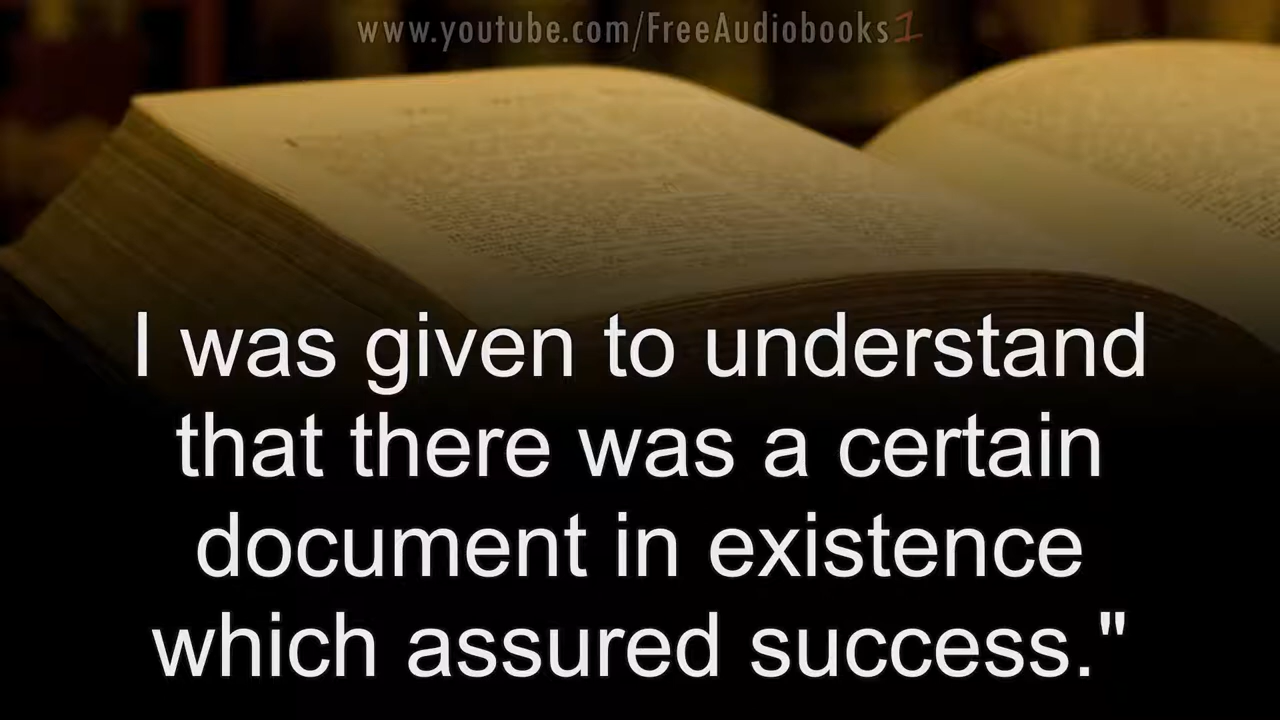 www.youtube.com/FreeAudiobooks1
I was given to understand
that there was a certain
document in existence
which assured success."